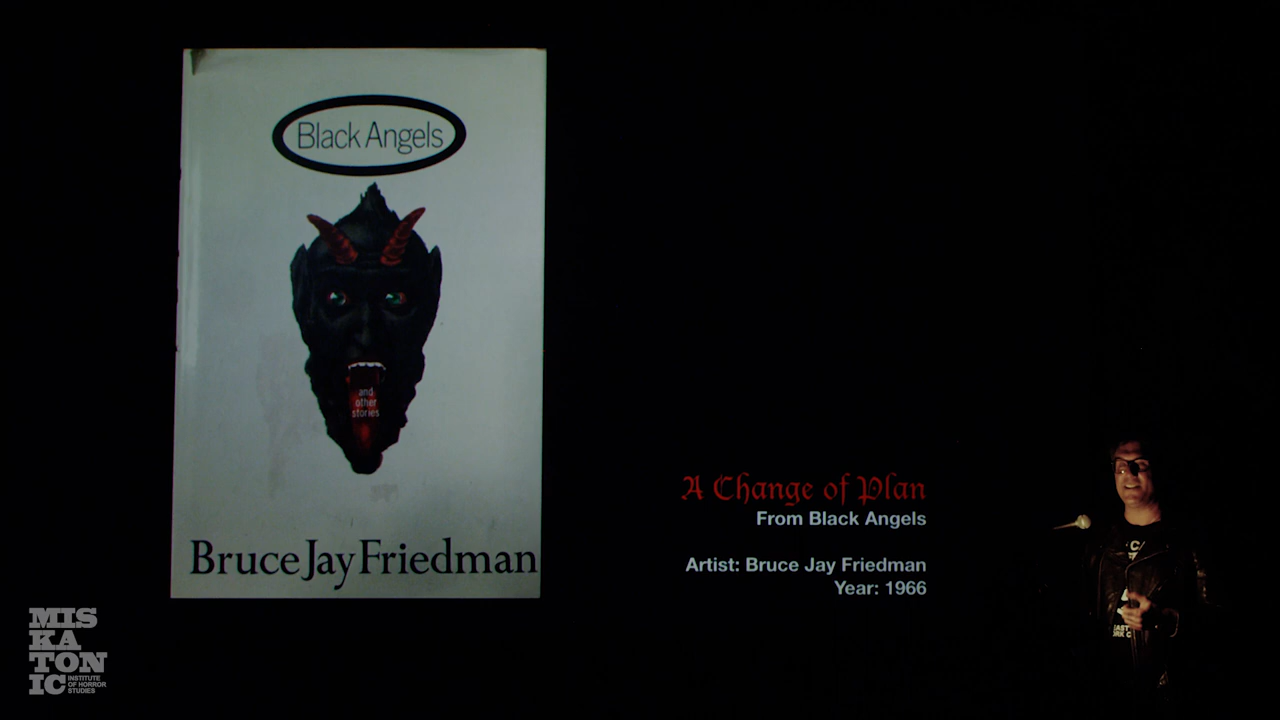 Black Angels
and
other
stories
Bruce Jay Friedman
A Change of Plan
From Black Angels
Artist: Bruce Jay Friedman
Year: 1966
MIS
KA
TON
IC
INSTITUTE
OF HORROR
STUDIES